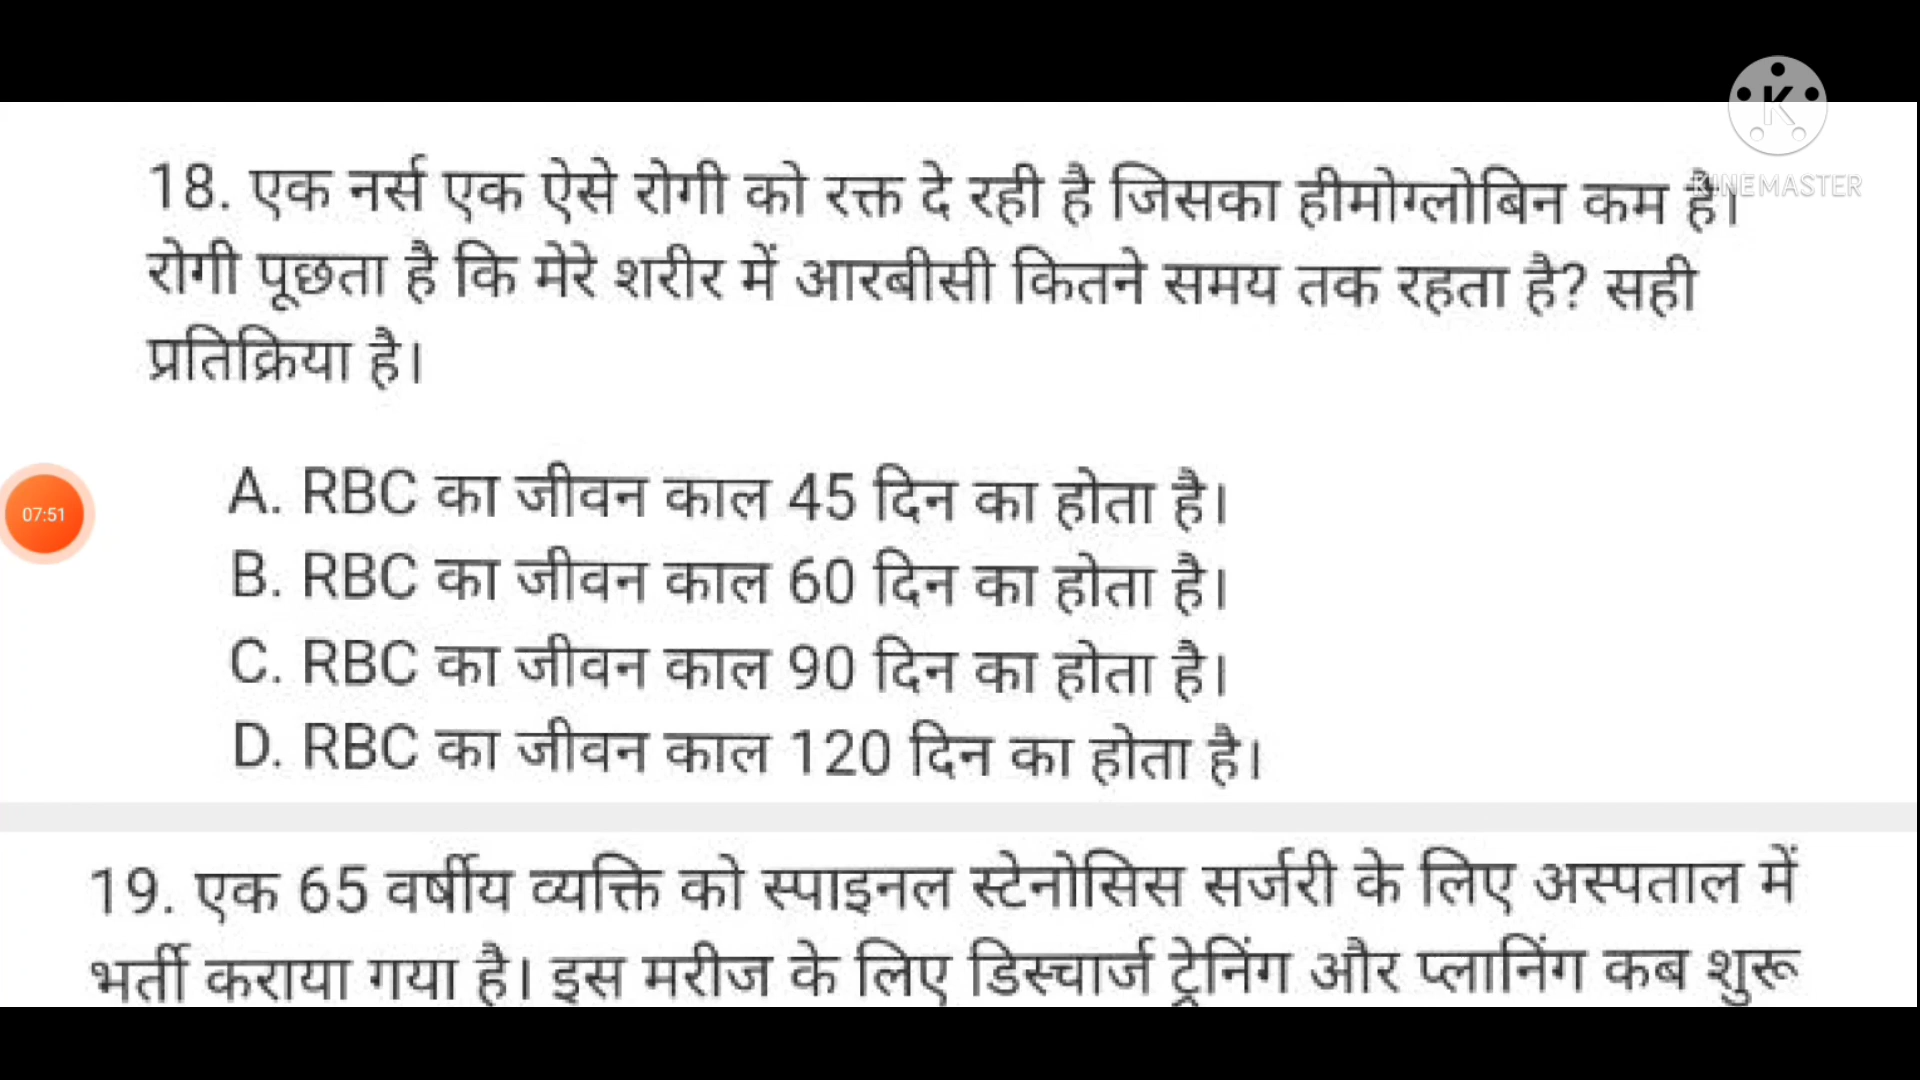 K
KINEMASTER
18. एक नर्स एक ऐसे रोगी को रक्त दे रही है जिसका हीमोग्लोबिन कम है।
रोगी पूछता है कि मेरे शरीर में आरबीसी कितने समय तक रहता है? सही
प्रतिक्रिया है।
A. RBC का जीवन काल 45 दिन का होता है।
07:51
B. RBC का जीवन काल 60 दिन का होता है।
C. RBC का जीवन काल 90 दिन का होता है।
D. RBC का जीवन काल 120 दिन का होता है।
19. एक 65 वर्षीय व्यक्ति को स्पाइनल स्टेनोसिस सर्जरी के लिए अस्पताल में
भर्ती कराया गया है। इस मरीज के लिए डिस्चार्ज ट्रेनिंग और प्लानिंग कब शुरू